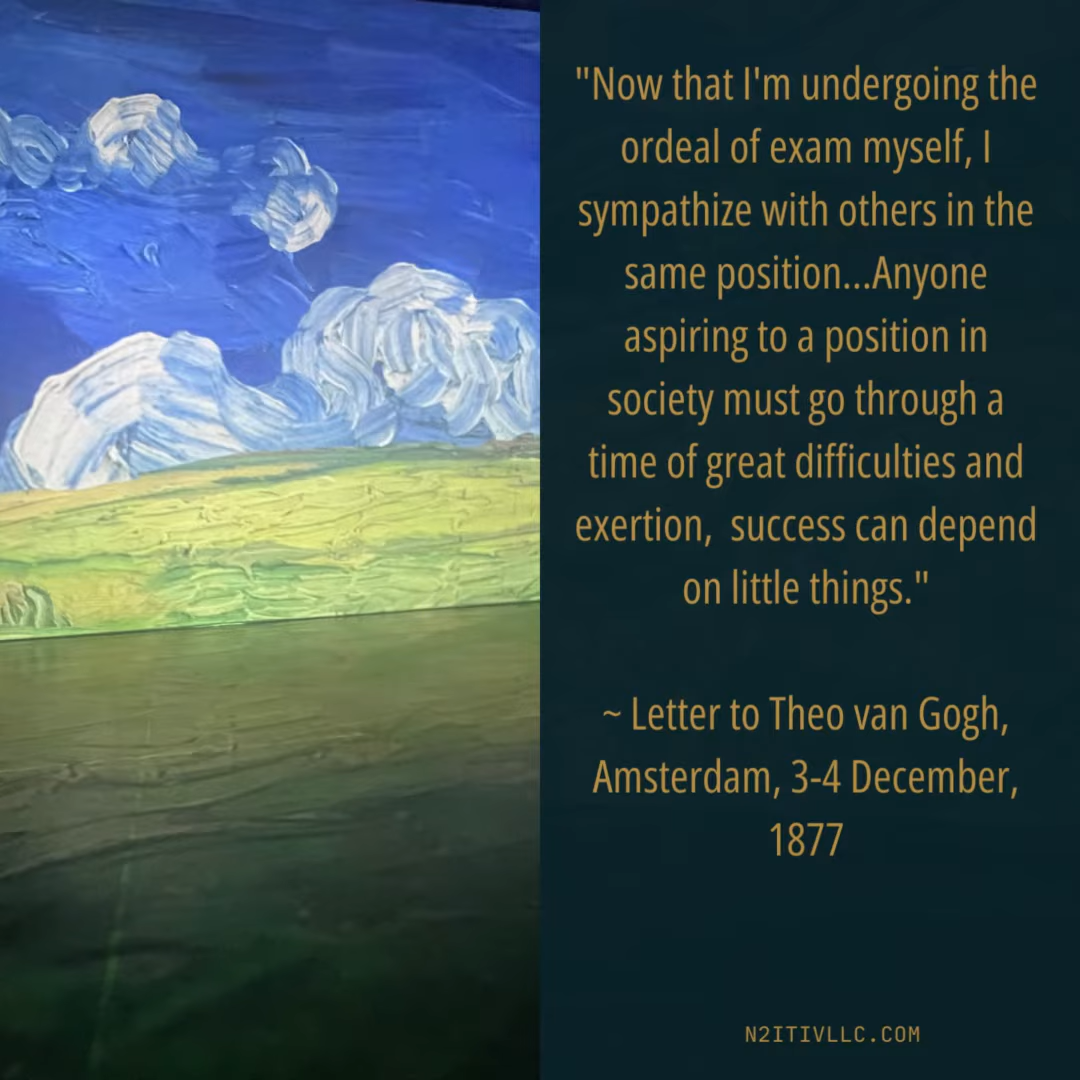 "Now that I'm undergoing the
ordeal of exam myself, I
sympathize with others in the
same position...Anyone
aspiring to a position in
society must go through a
time of great difficulties and
exertion,  success can depend
on little things."
~ Letter to Theo van Gogh,
Amsterdam, 3-4 December,
1877
N2ITIVLLC.COM